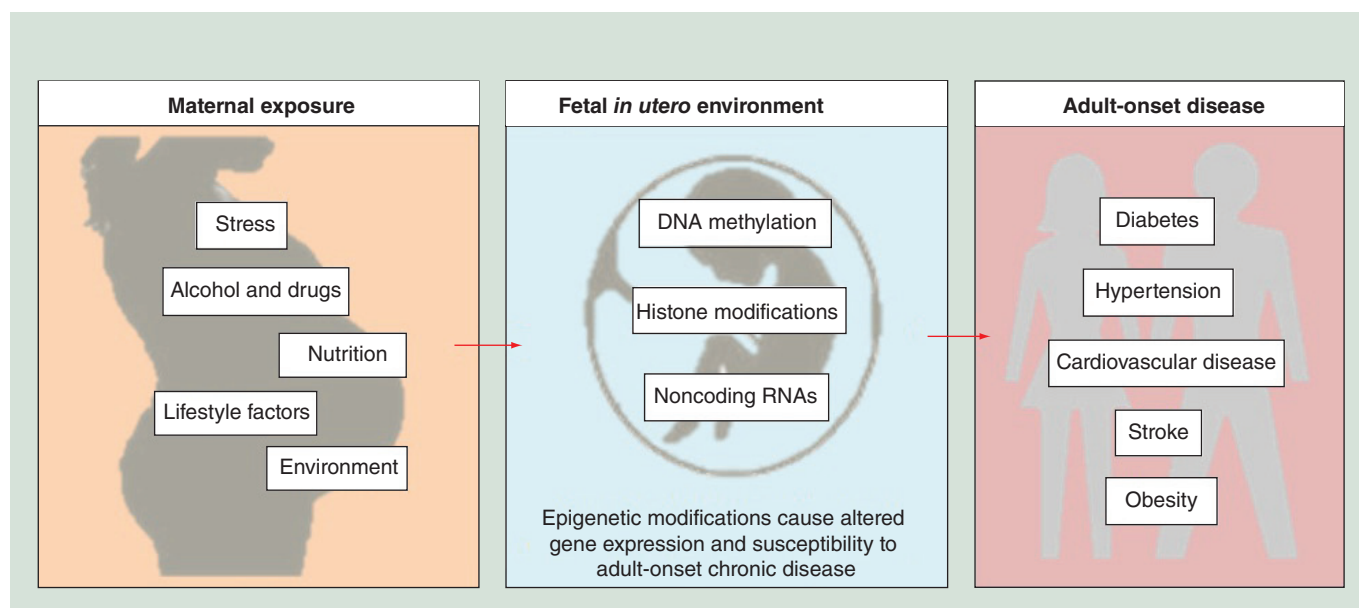 Maternal exposure
Stress
Alcohol and drugs
Nutrition
Lifestyle factors
Environment
Fetal in utero environment
DNA methylation
Histone modifications
Noncoding RNAs
Epigenetic modifications cause altered
gene expression and susceptibility to
adult-onset chronic disease
Adult-onset disease
Diabetes
Hypertension
Cardiovascular disease
Stroke
Obesity